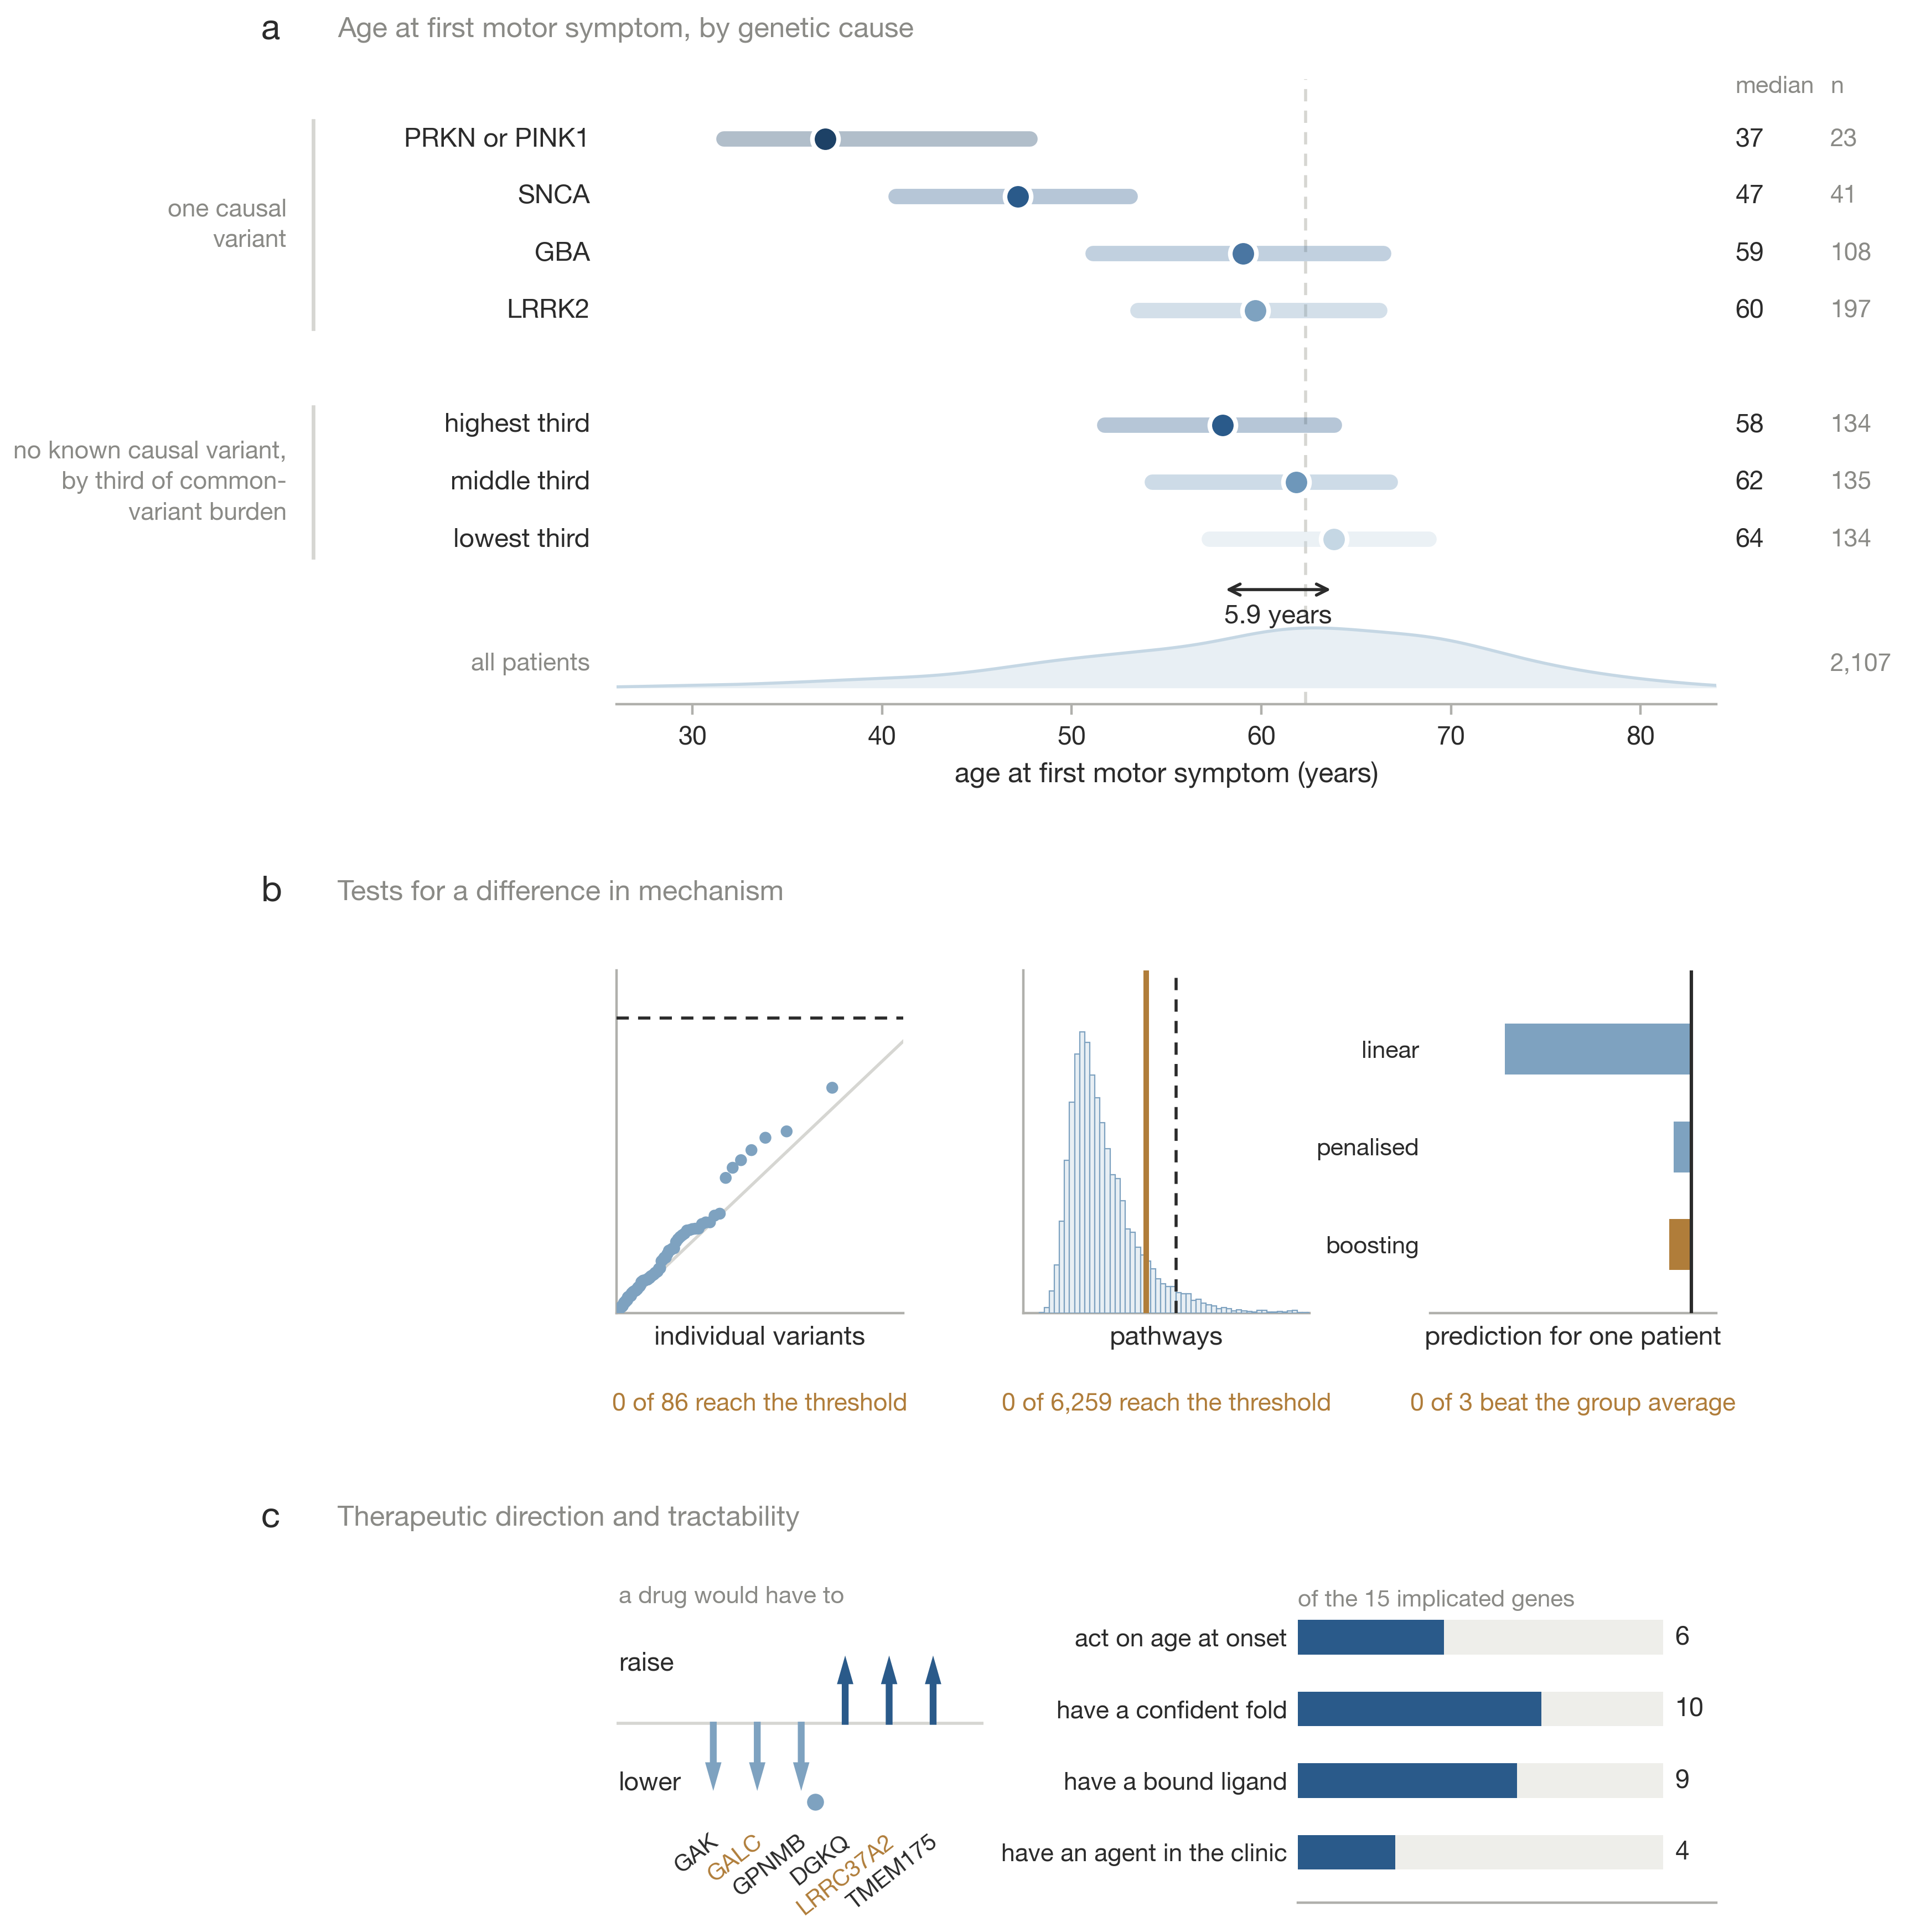 a Age at first motor symptom, by genetic cause
median n
PRKN or PINK1 37 23
SNCA 47 41
one causal
variant
GBA 59 108
LRRK2 60 197
highest third 58 134
no known causal variant,
by third of common-
variant burden
middle third 62 135
lowest third 64 134
5.9 years
all patients 2,107
30 40 50 60 70 80
age at first motor symptom (years)
b Tests for a difference in mechanism
linear
penalised
boosting
individual variants
pathways
prediction for one patient
0 of 86 reach the threshold
0 of 6,259 reach the threshold
0 of 3 beat the group average
c Therapeutic direction and tractability
a drug would have to
raise
lower
GAK
GALC
GPNMB
DGKQ
LRRC37A2
TMEM175
of the 15 implicated genes
act on age at onset 6
have a confident fold 10
have a bound ligand 9
have an agent in the clinic 4